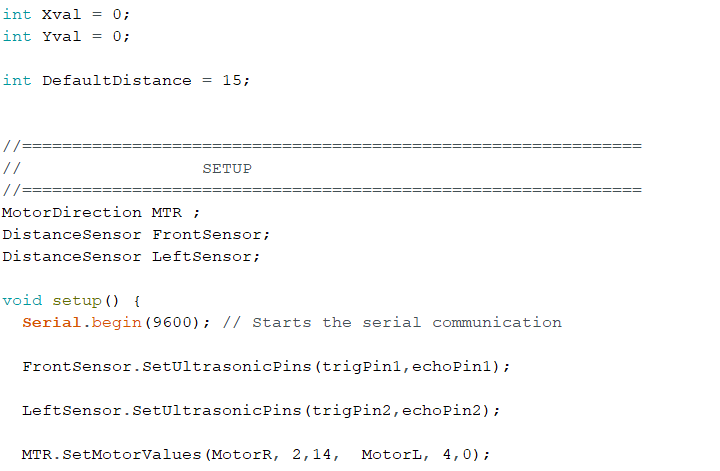 int Xval = 0;
int Yval = 0;
int DefaultDistance = 15;
//==============================================================
//                  SETUP
//==============================================================
MotorDirection MTR ;
DistanceSensor FrontSensor;
DistanceSensor LeftSensor;
void setup() {
  Serial.begin(9600); // Starts the serial communication
  FrontSensor.SetUltrasonicPins(trigPin1,echoPin1);
  LeftSensor.SetUltrasonicPins(trigPin2,echoPin2);
  MTR.SetMotorValues(MotorR, 2,14,  MotorL, 4,0);